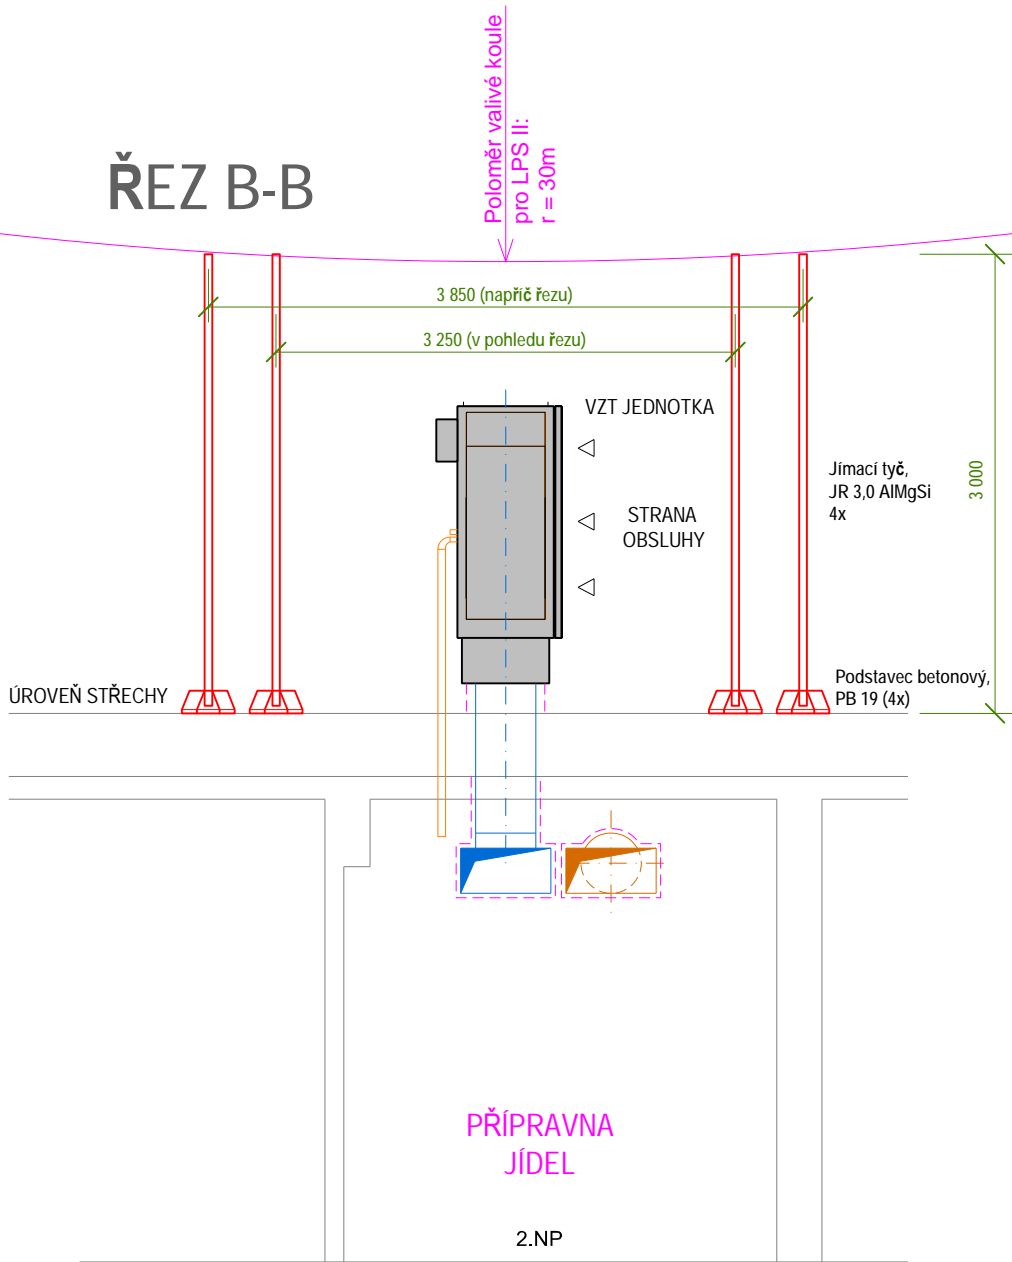 Poloměr valivé koule
pro LPS II:
r = 30m
ŘEZ B-B
3 850 (napříč řezu)
3 250 (v pohledu řezu)
VZT JEDNOTKA
STRANA
OBSLUHY
Jímací tyč,
JR 3,0 AlMgSi
4x
3 000
ÚROVEŇ STŘECHY
Podstavec betonový,
PB 19 (4x)
PŘÍPRAVNA
JÍDEL
2.NP